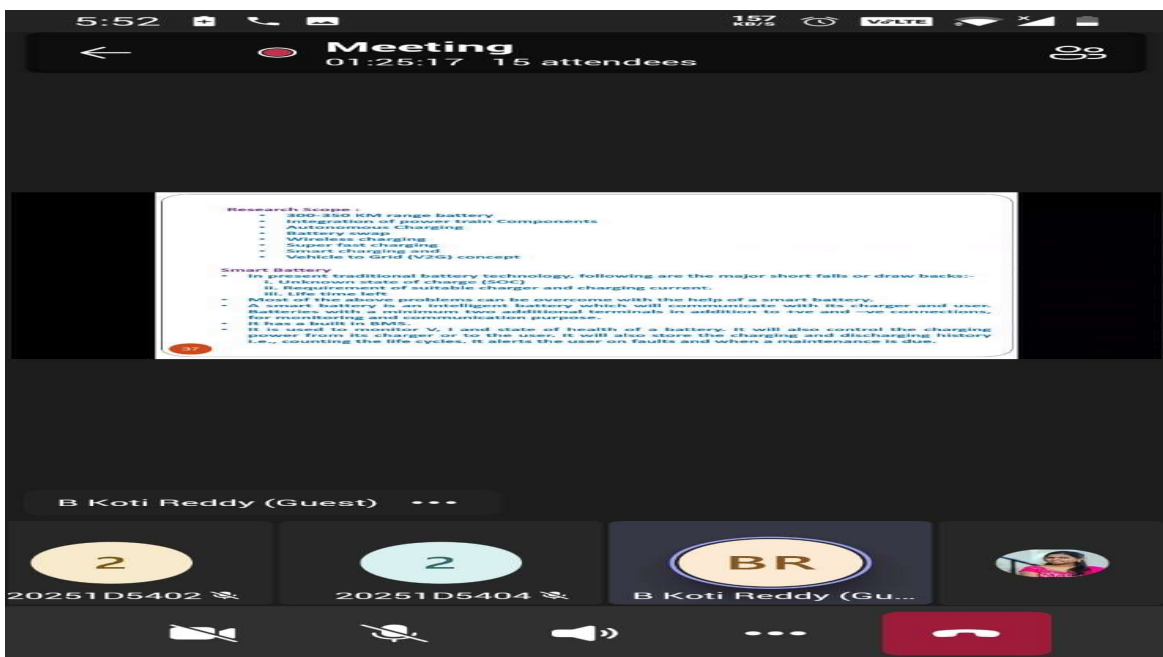 5:52
157
KB/S
VoLTE
Meeting
01:25:17 15 attendees
Research Scope :
• 300-350 KM range battery
• Integration of power train Components
• Autonomous Charging
• Battery swap
• Wireless charging
• Super fast charging
• Smart charging and
• Vehicle to Grid (V2G) concept
Smart Battery
• In present traditional battery technology, following are the major short falls or draw backs:-
i. Unknown state of charge (SOC)
ii. Requirement of suitable charger and charging current.
iii. Life time left
• Most of the above problems can be overcome with the help of a smart battery.
• A smart battery is an intelligent battery which will communicate with its charger and user. 
Batteries with a minimum two additional terminals in addition to +ve and –ve connections,
for monitoring and communication purpose.
• It has a built in BMS.
• It is used to monitor V, I and state of health of a battery. It will also control the charging
power from its charger or to the user. It will also store the charging and discharging history
i.e., counting the life cycles. It alerts the user on faults and when a maintenance is due.
37
B Koti Reddy (Guest) •••
2
2
BR
20251D5402
20251D5404
B Koti Reddy (Gu...